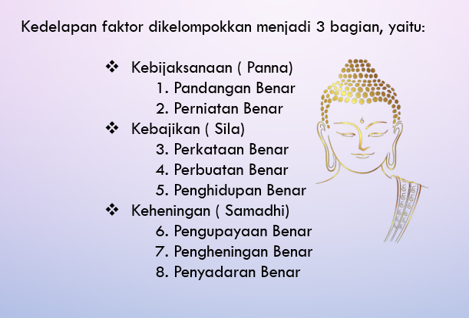 Kedelapan faktor dikelompokkan menjadi 3 bagian, yaitu:
❖ Kebijaksanaan ( Panna)
1. Pandangan Benar
2. Perniatan Benar
❖ Kebajikan ( Sila)
3. Perkataan Benar
4. Perbuatan Benar
5. Penghidupan Benar
❖ Keheningan ( Samadhi)
6. Pengupayaan Benar
7. Pengheningan Benar
8. Penyadaran Benar